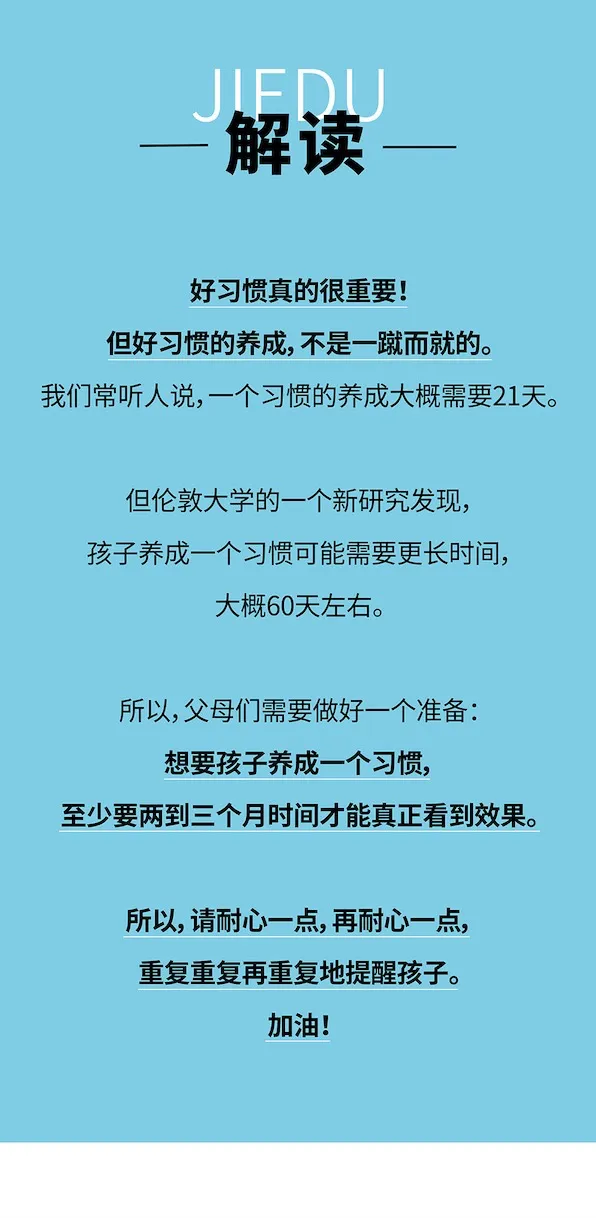 JIEDU
解读
好习惯真的很重要！
但好习惯的养成，不是一蹴而就的。
我们常听人说，一个习惯的养成大概需要21天。
但伦敦大学的一个新研究发现，
孩子养成一个习惯可能需要更长时间，
大概60天左右。
所以，父母们需要做好一个准备：
想要孩子养成一个习惯，
至少要两到三个月时间才能真正看到效果。
所以，请耐心一点，再耐心一点，
重复重复再重复地提醒孩子。
加油！